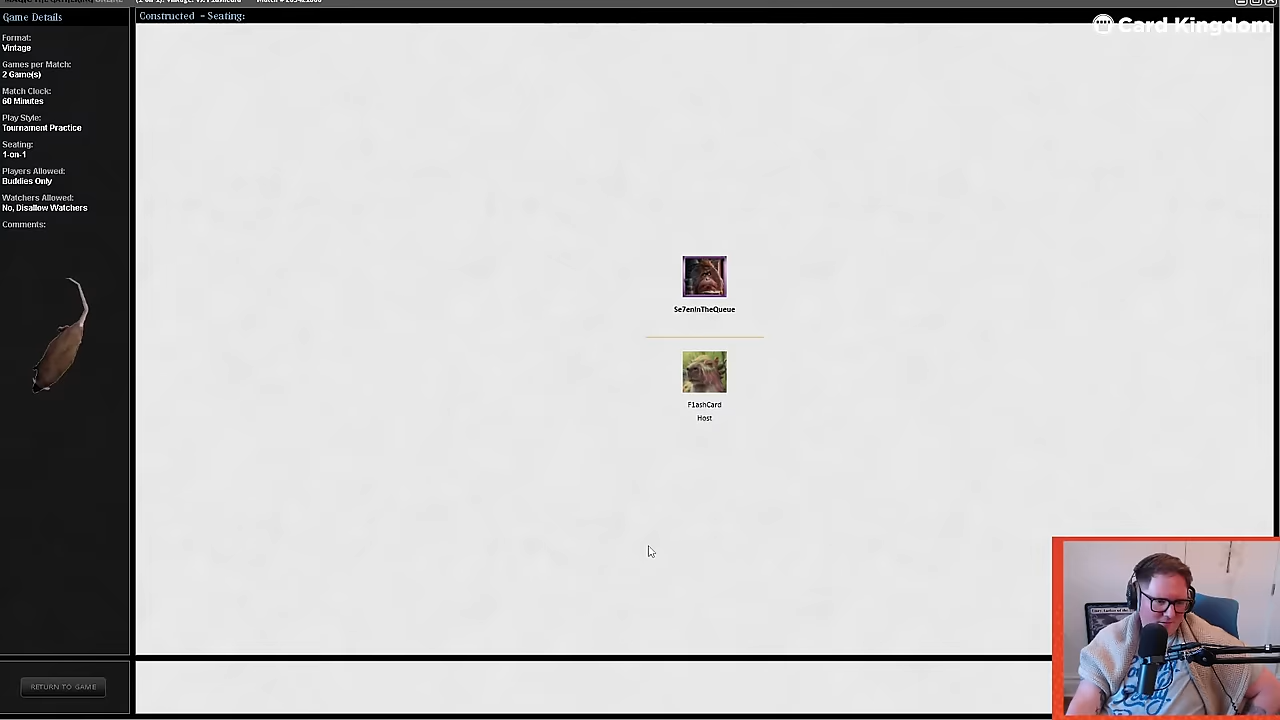 Game Details
Constructed - Seating:
Card Kingdom
Format:
Vintage
Games per Match:
2 Game(s)
Match Clock:
60 Minutes
Play Style:
Tournament Practice
Seating:
1-on-1
Players Allowed:
Buddies Only
Watchers Allowed:
No, Disallow Watchers
Comments:
Se7enInTheQueue
F1ashCard
Host
RETURN TO GAME